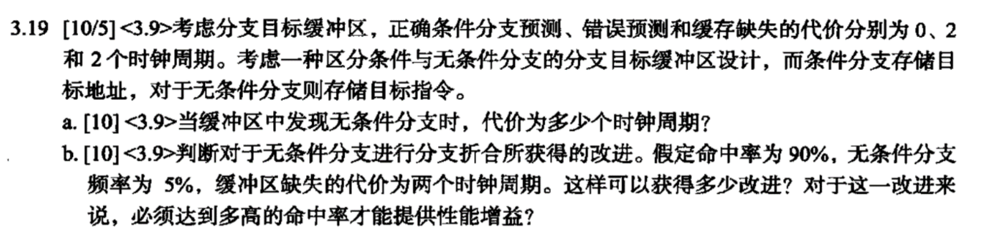 3.19 [10/5]<3.9>考虑分支目标缓冲区，正确条件分支预测、错误预测和缓存缺失的代价分别为 0、2
和 2 个时钟周期。考虑一种区分条件与无条件分支的分支目标缓冲区设计，而条件分支存储目
标地址，对于无条件分支则存储目标指令。
a. [10]<3.9>当缓冲区中发现无条件分支时，代价为多少个时钟周期？
b. [10]<3.9>判断对于无条件分支进行分支折合所获得的改进。假定命中率为 90%，无条件分支
频率为 5%，缓冲区缺失的代价为两个时钟周期。这样可以获得多少改进？对于这一改进来
说，必须达到多高的命中率才能提供性能增益？